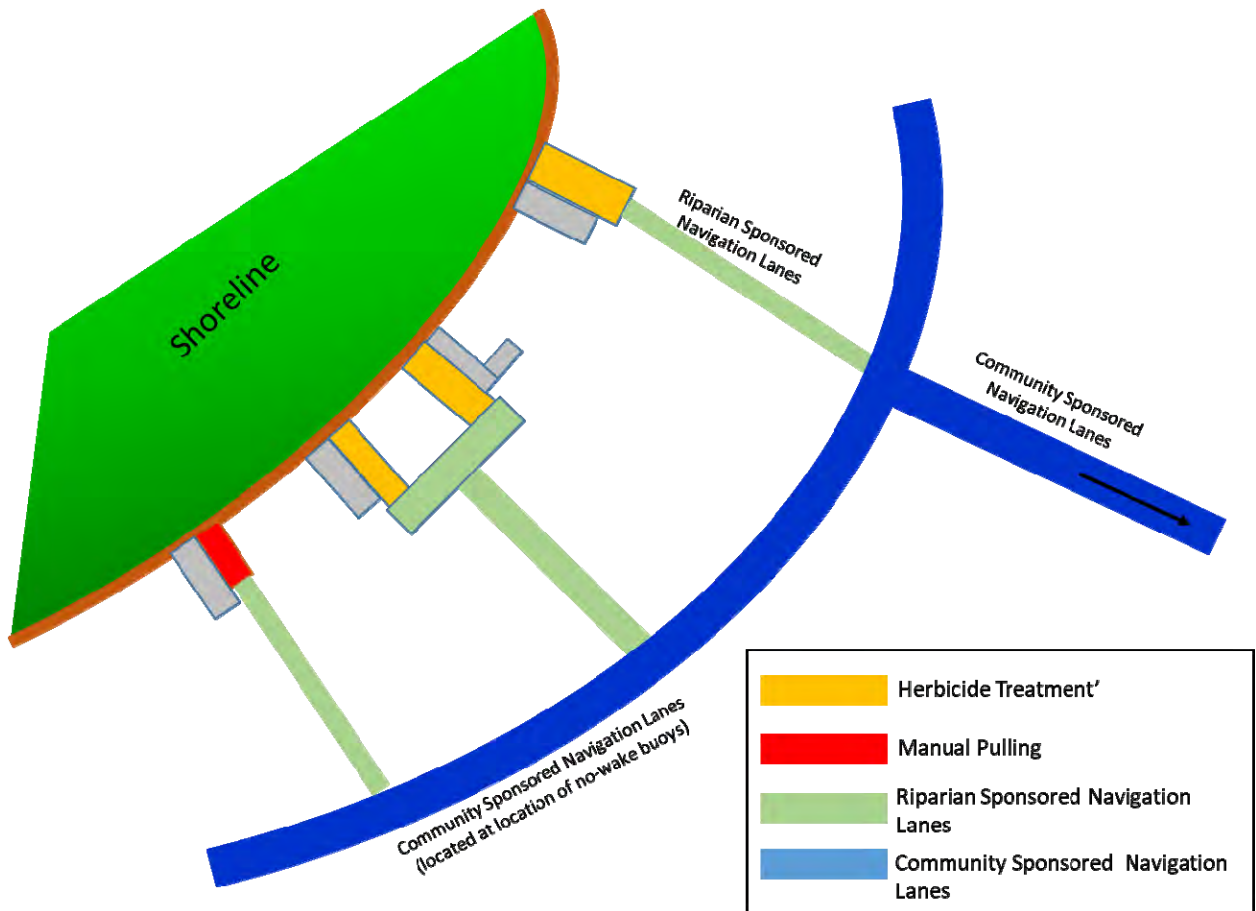 Shoreline
Riparian Sponsored
Navigation Lanes
Community Sponsored
Navigation Lanes
Community Sponsored Navigation Lanes
(located at location of no-wake buoys)
Herbicide Treatment’
Manual Pulling
Riparian Sponsored Navigation
Lanes
Community Sponsored Navigation
Lanes